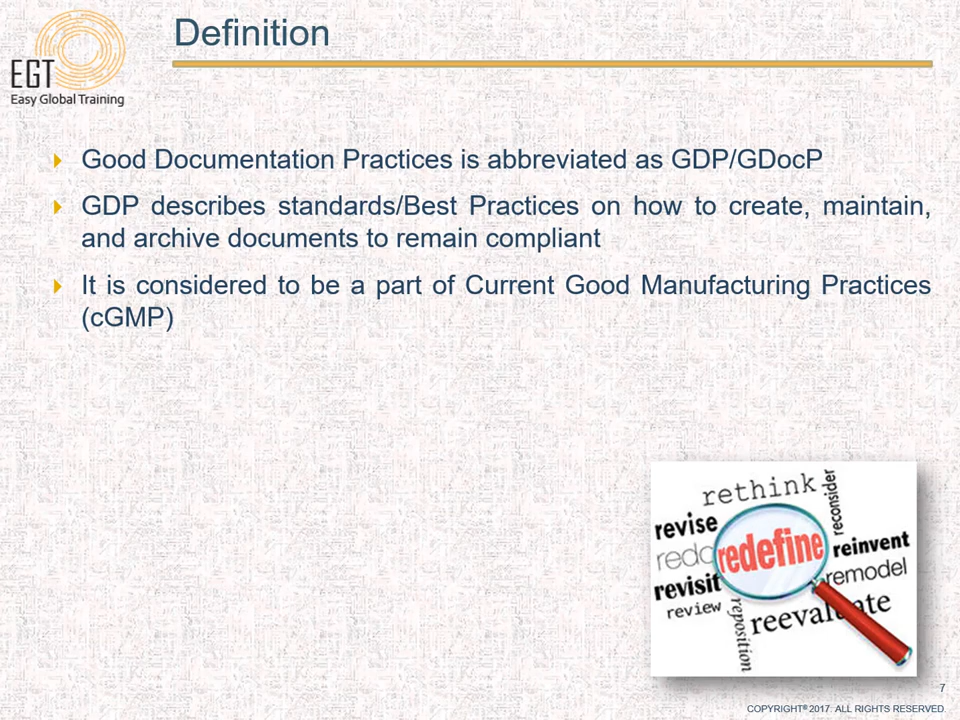 Definition
EGT
Easy Global Training
Good Documentation Practices is abbreviated as GDP/GDocP
GDP describes standards/Best Practices on how to create, maintain,
and archive documents to remain compliant
It is considered to be a part of Current Good Manufacturing Practices
(cGMP)
rethink
reconsider
revise
redefine
reinvent
revisit
remodel
review
reposition
reevaluate
7
COPYRIGHT® 2017. ALL RIGHTS RESERVED.